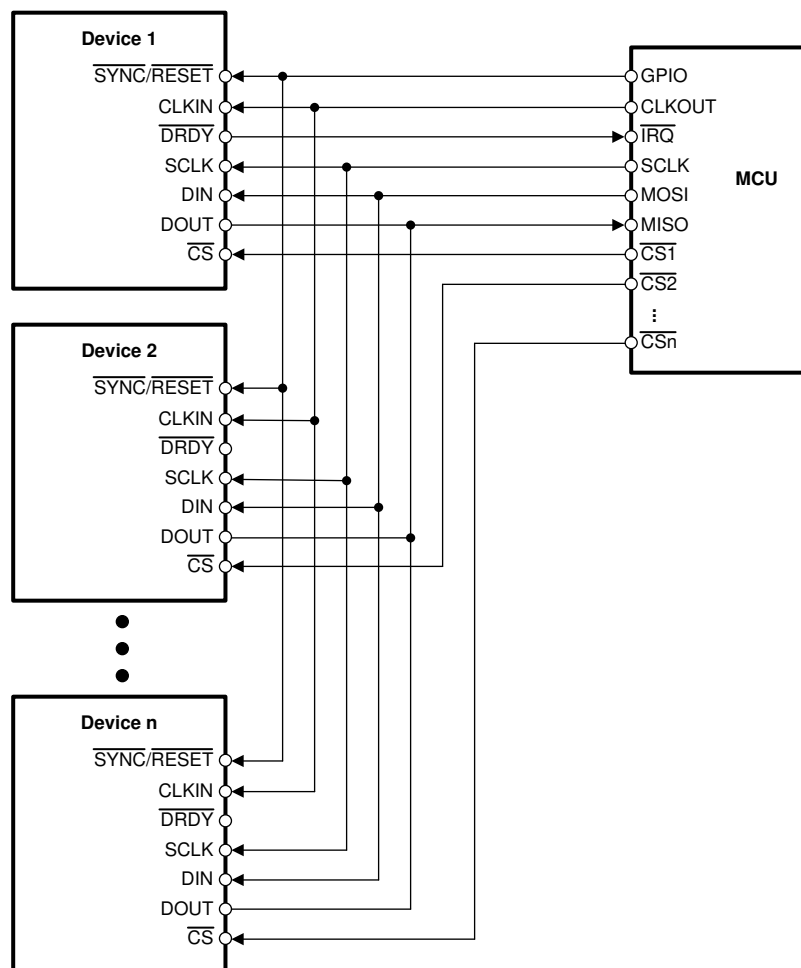 Device 1
SYNC/RESET
CLKIN
DRDY
SCLK
DIN
DOUT
CS
GPIO
CLKOUT
IRQ
SCLK
MOSI
MISO
CS1
CS2
...
CSn
MCU
Device 2
SYNC/RESET
CLKIN
DRDY
SCLK
DIN
DOUT
CS
Device n
SYNC/RESET
CLKIN
DRDY
SCLK
DIN
DOUT
CS